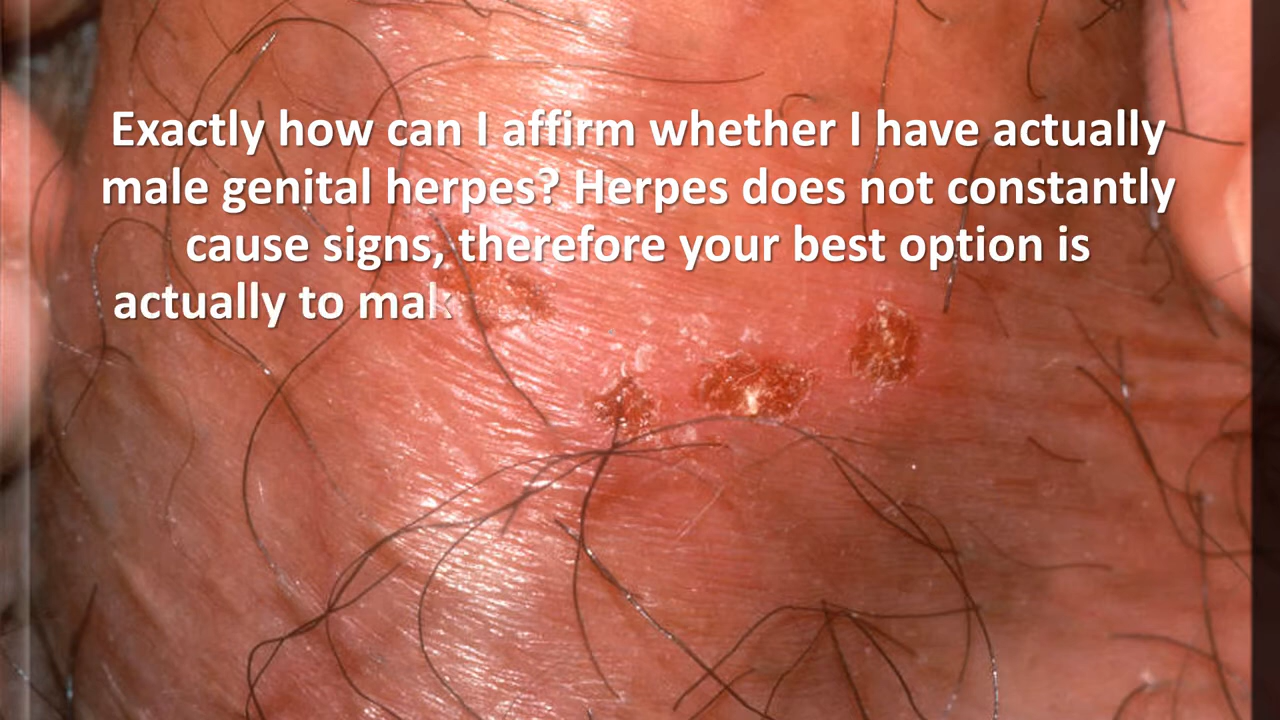 Exactly how can I affirm whether I have actually
male genital herpes? Herpes does not constantly
cause signs, therefore your best option is
actually to mak